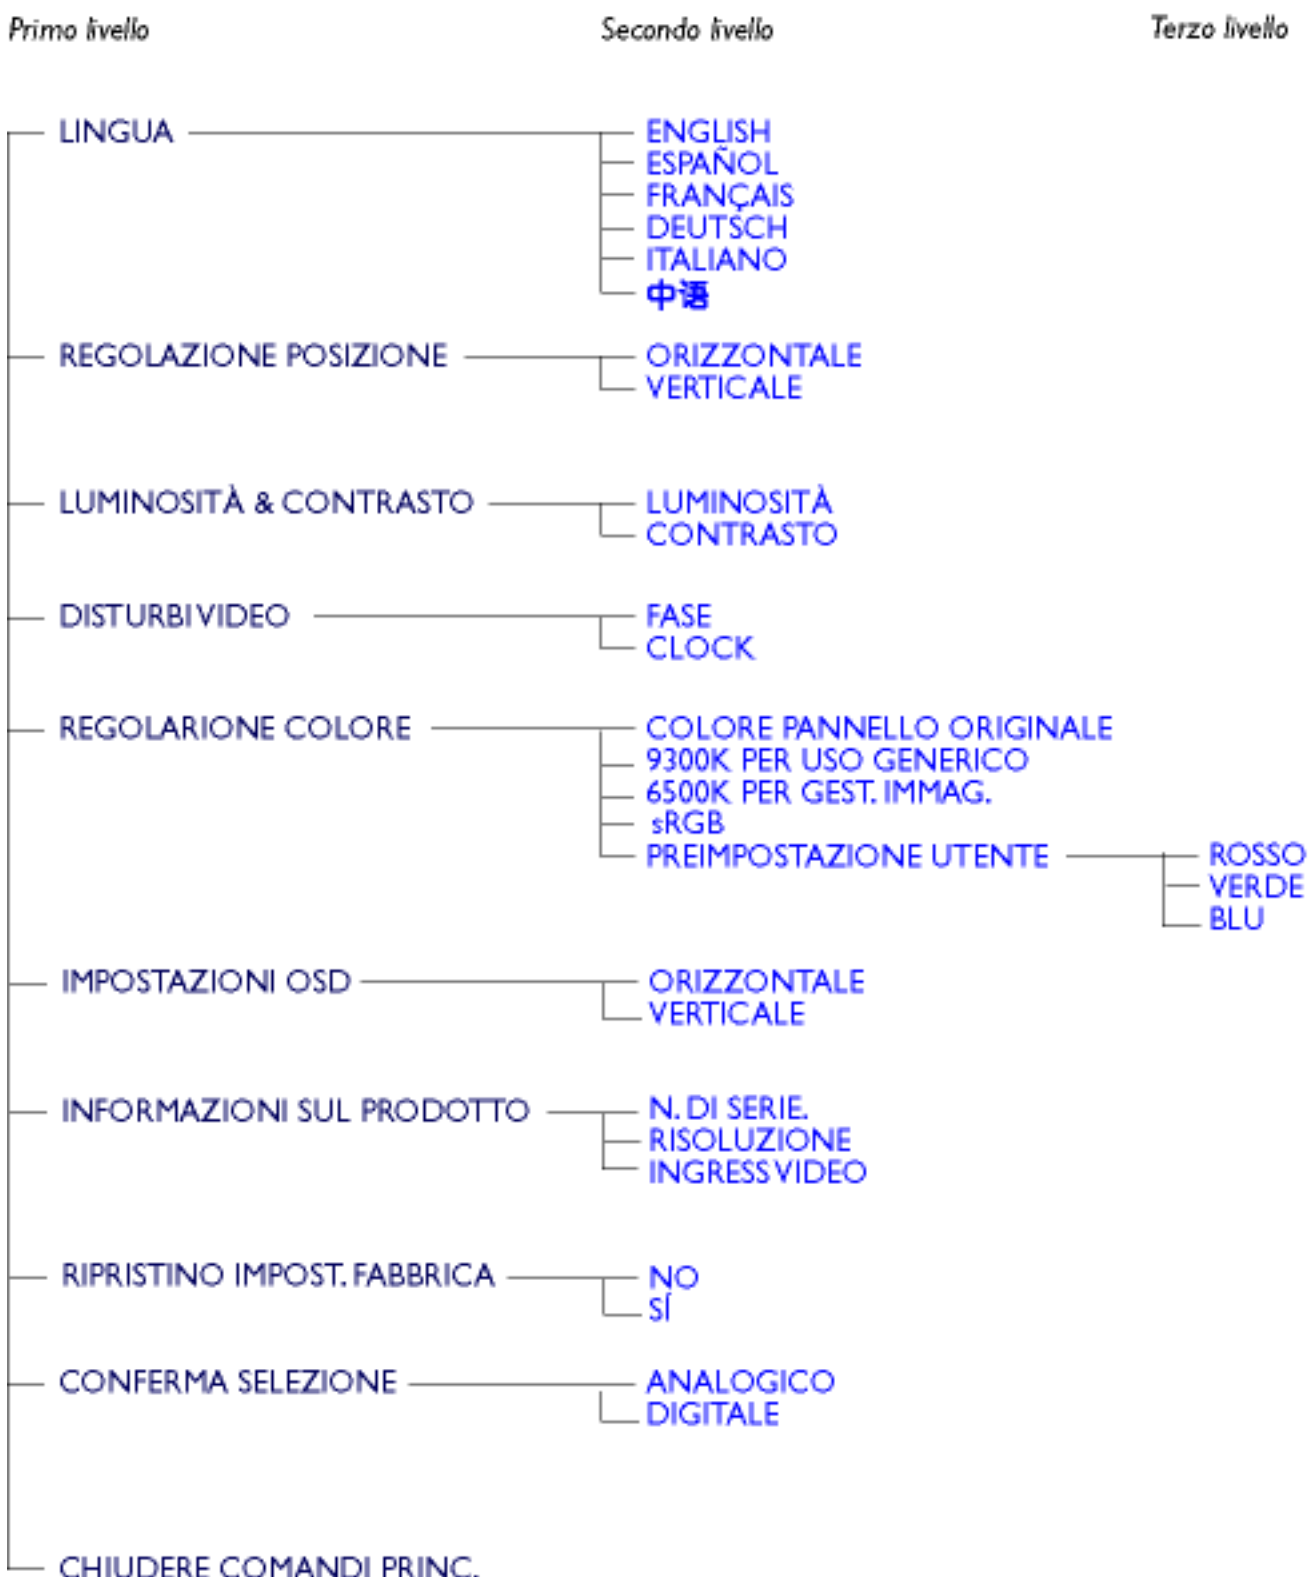 Primo livello Secondo livello Terzo livello
LINGUA ENGLISH
ESPAÑOL
FRANÇAIS
DEUTSCH
ITALIANO
中语
REGOLAZIONE POSIZIONE ORIZZONTALE
VERTICALE
LUMINOSITÀ & CONTRASTO LUMINOSITÀ
CONTRASTO
DISTURBI VIDEO FASE
CLOCK
REGOLARIONE COLORE COLORE PANNELLO ORIGINALE
9300K PER USO GENERICO
6500K PER GEST. IMMAG.
sRGB
PREIMPOSTAZIONE UTENTE ROSSO
VERDE
BLU
IMPOSTAZIONI OSD ORIZZONTALE
VERTICALE
INFORMAZIONI SUL PRODOTTO N. DI SERIE.
RISOLUZIONE
INGRESS VIDEO
RIPRISTINO IMPOST. FABBRICA NO
SÍ
CONFERMA SELEZIONE ANALOGICO
DIGITALE
CHIUDERE COMANDI PRINC.